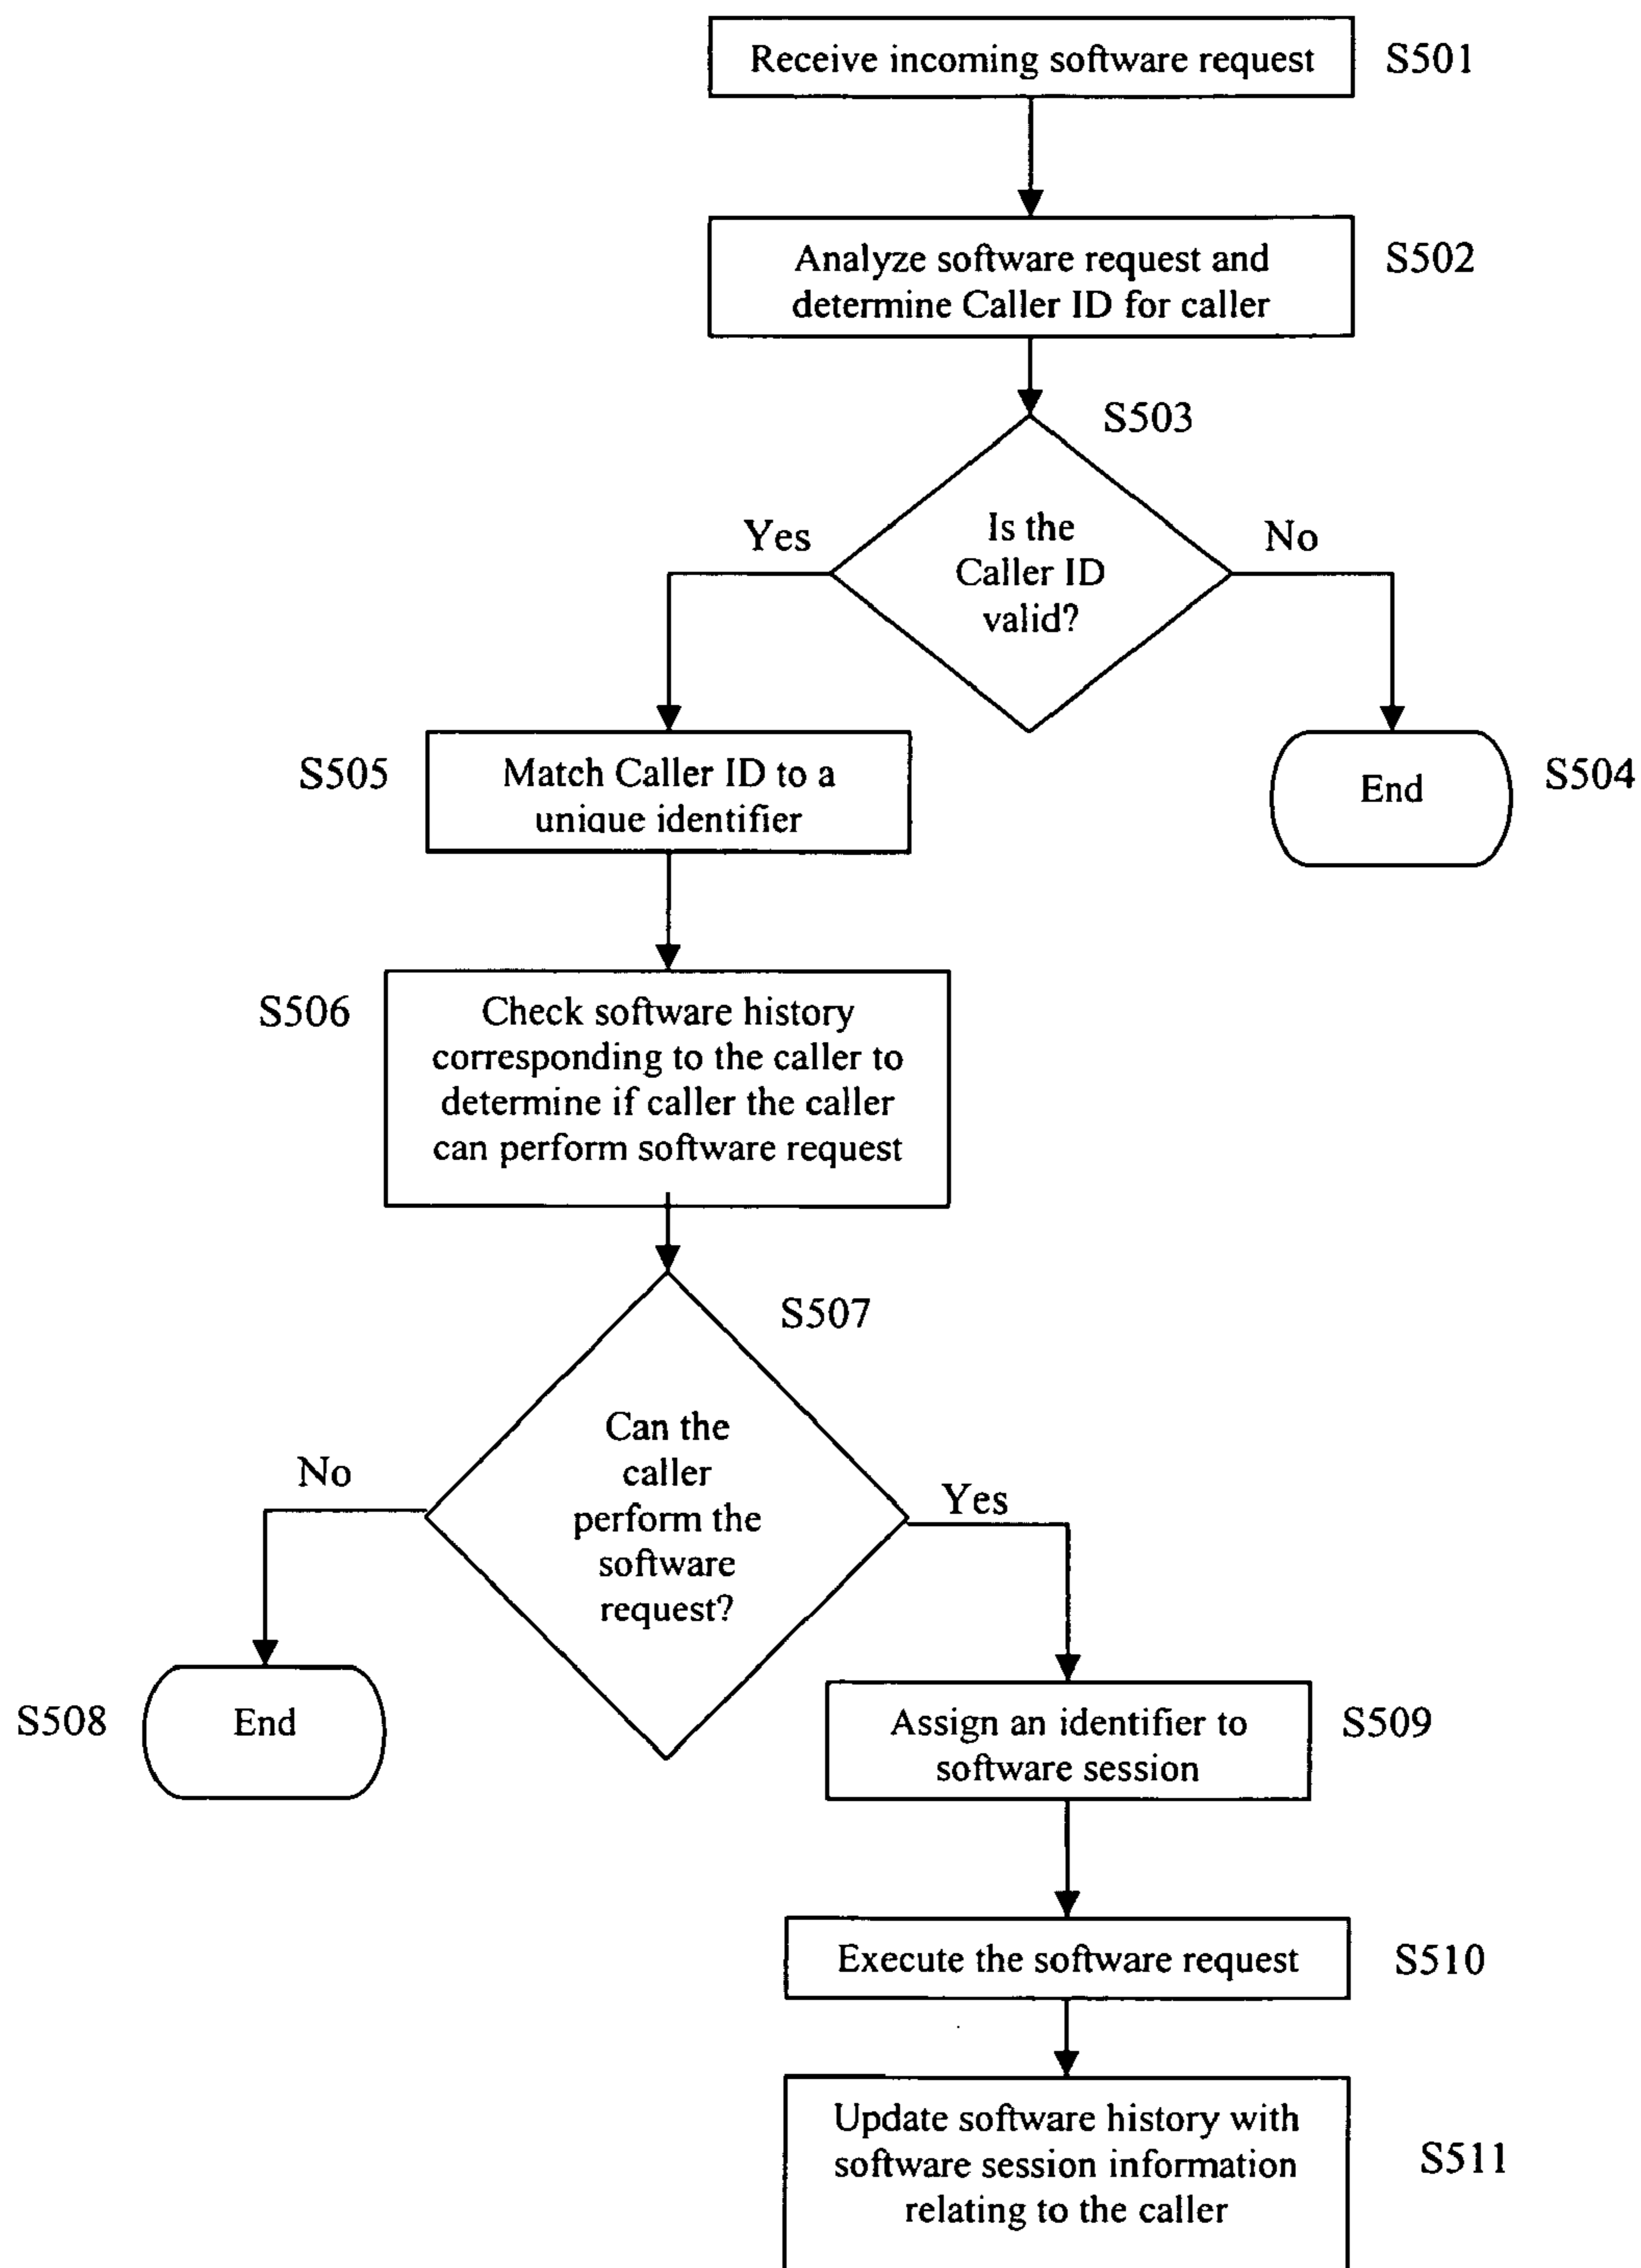 Receive incoming software request
S501
Analyze software request and
determine Caller ID for caller
S502
S503
Is the
Caller ID
valid?
Yes
No
S505
Match Caller ID to a
unique identifier
End
S504
S506
Check software history
corresponding to the caller to
determine if caller the caller
can perform software request
S507
Can the
caller
perform the
software
request?
No
Yes
S508
End
Assign an identifier to
software session
S509
Execute the software request
S510
Update software history with
software session information
relating to the caller
S511